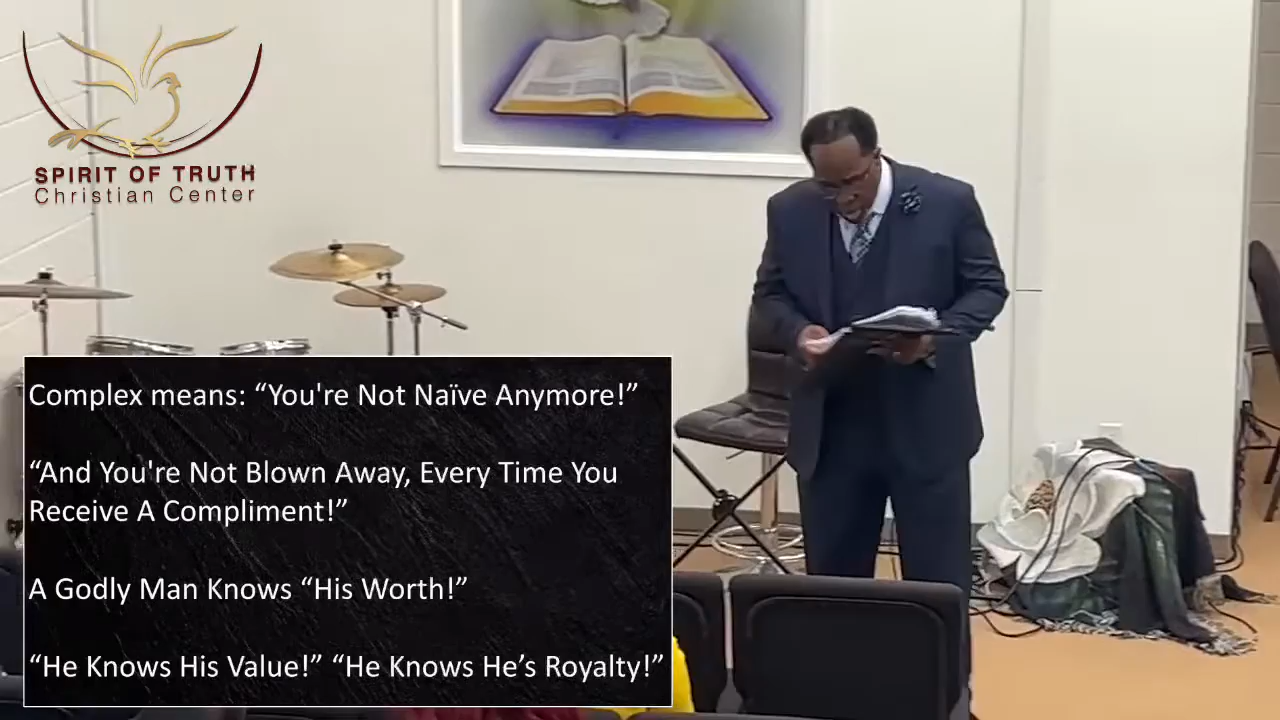 SPIRIT OF TRUTH
Christian Center
Complex means: “You're Not Naïve Anymore!”
“And You're Not Blown Away, Every Time You
Receive A Compliment!”
A Godly Man Knows “His Worth!”
“He Knows His Value!” “He Knows He’s Royalty!”